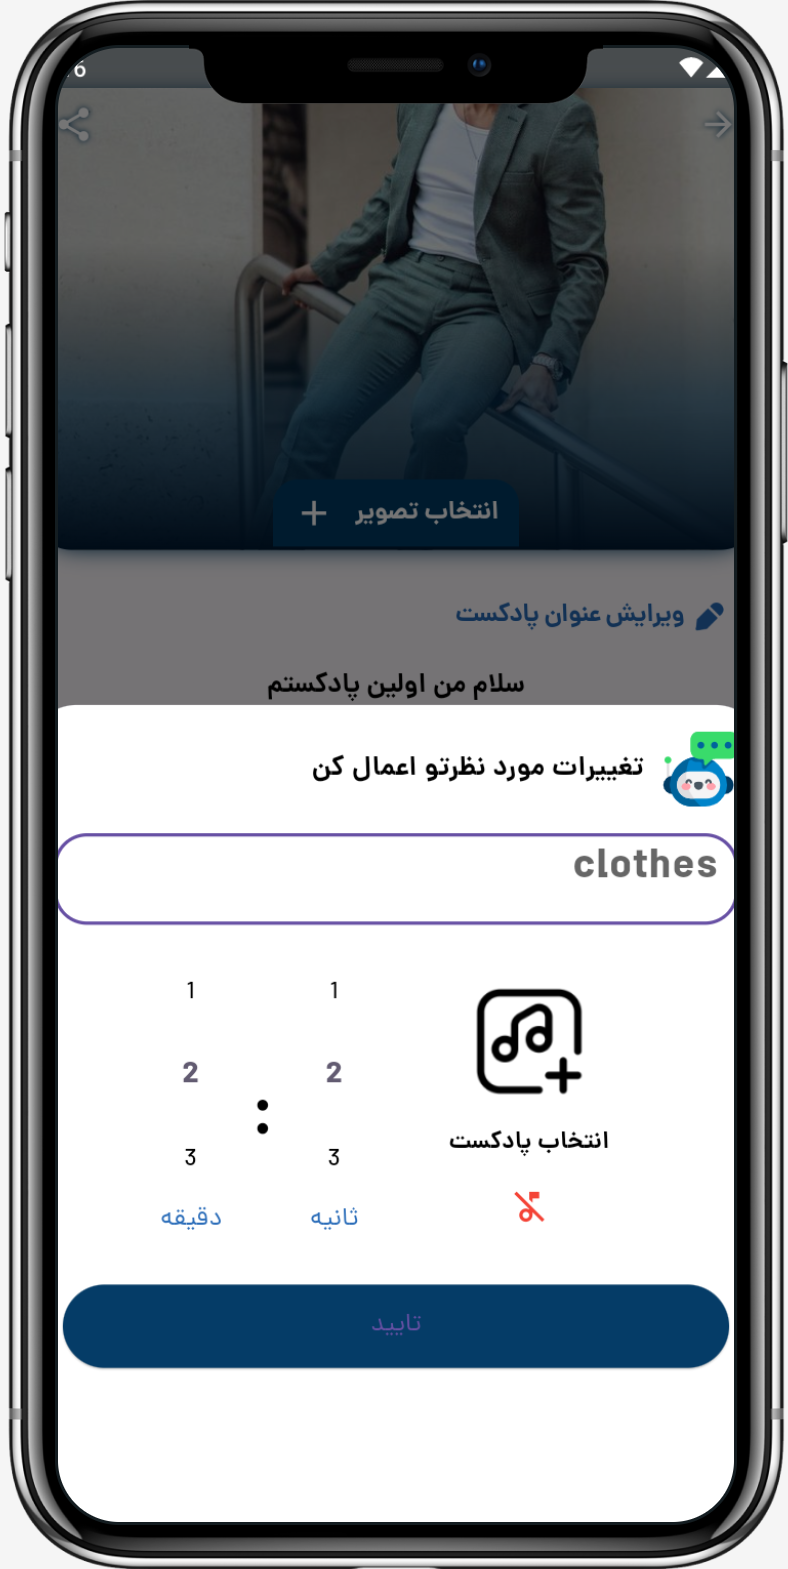 انتخاب تصویر
ویرایش عنوان پادکست
سلام من اولین پادکستم
تغییرات مورد نظرتو اعمال کن
clothes
1 1
2 : 2
3 3
دقیقه ثانیه
انتخاب پادکست
تایید